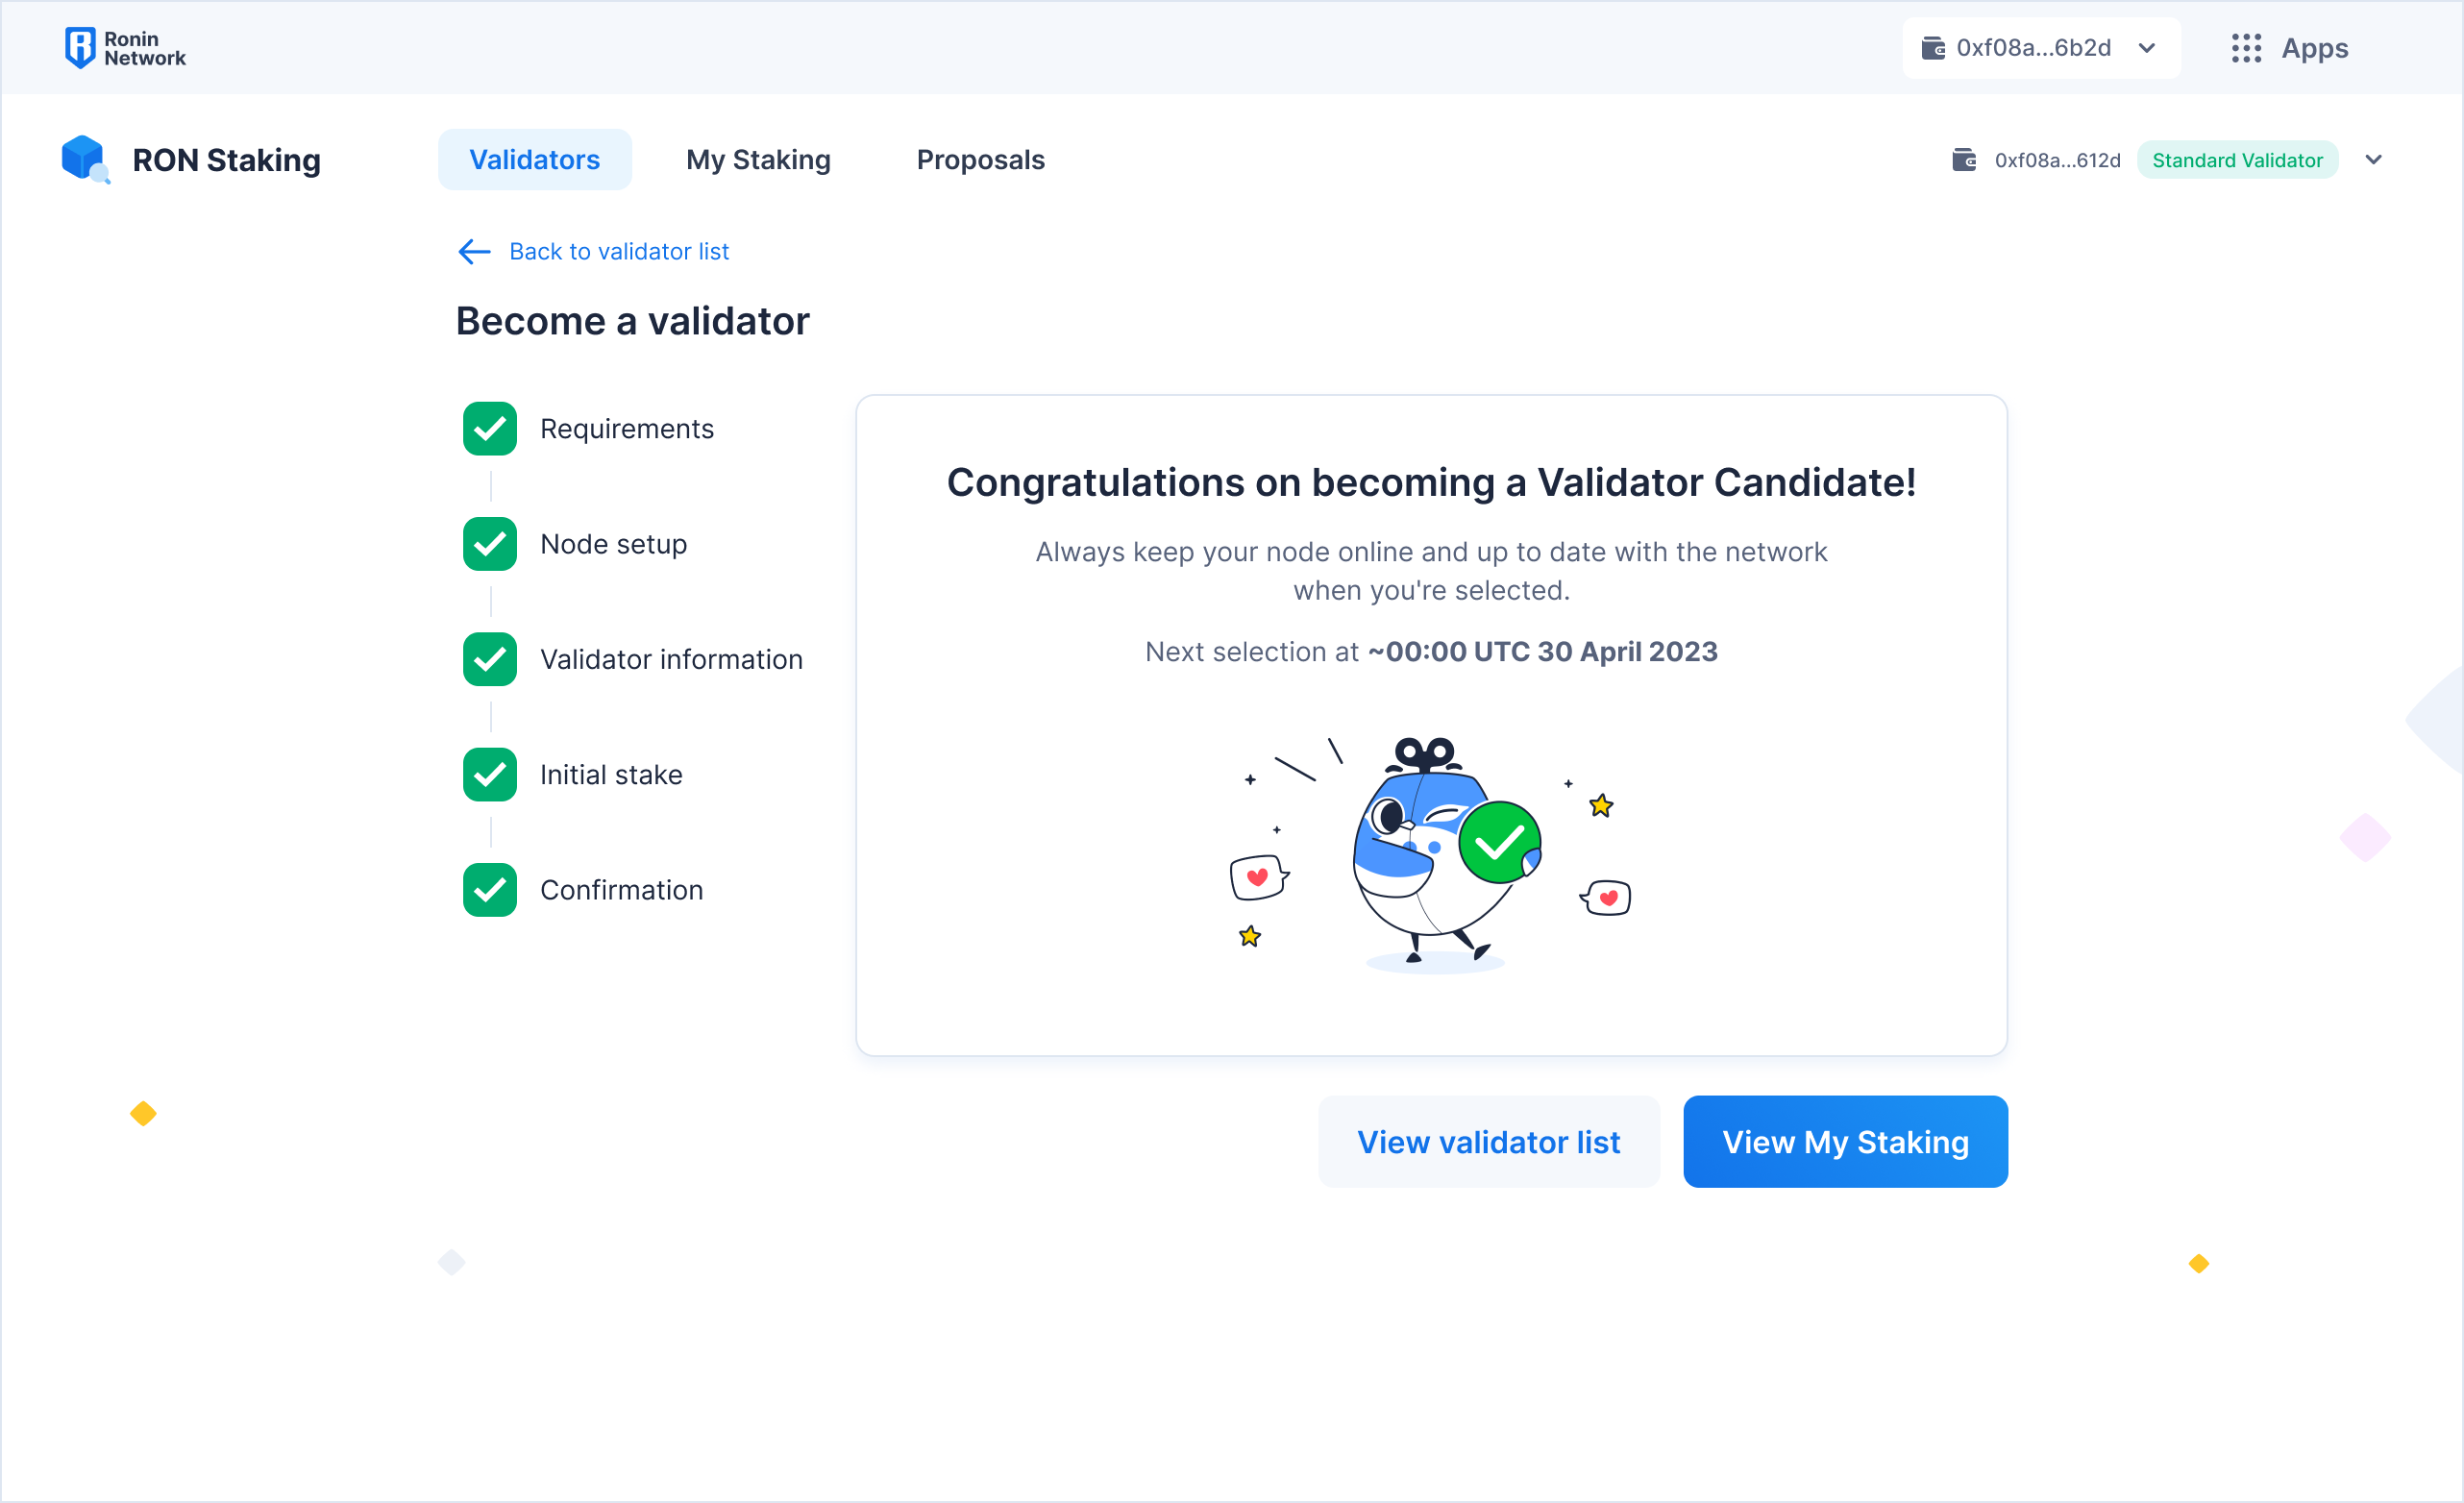 Ronin
Network
0xf08a...6b2d
Apps
RON Staking
Validators
My Staking
Proposals
0xf08a...612d
Standard Validator
Back to validator list
Become a validator
Requirements
Node setup
Validator information
Initial stake
Confirmation
Congratulations on becoming a Validator Candidate!
Always keep your node online and up to date with the network
when you're selected.
Next selection at ~00:00 UTC 30 April 2023
View validator list
View My Staking